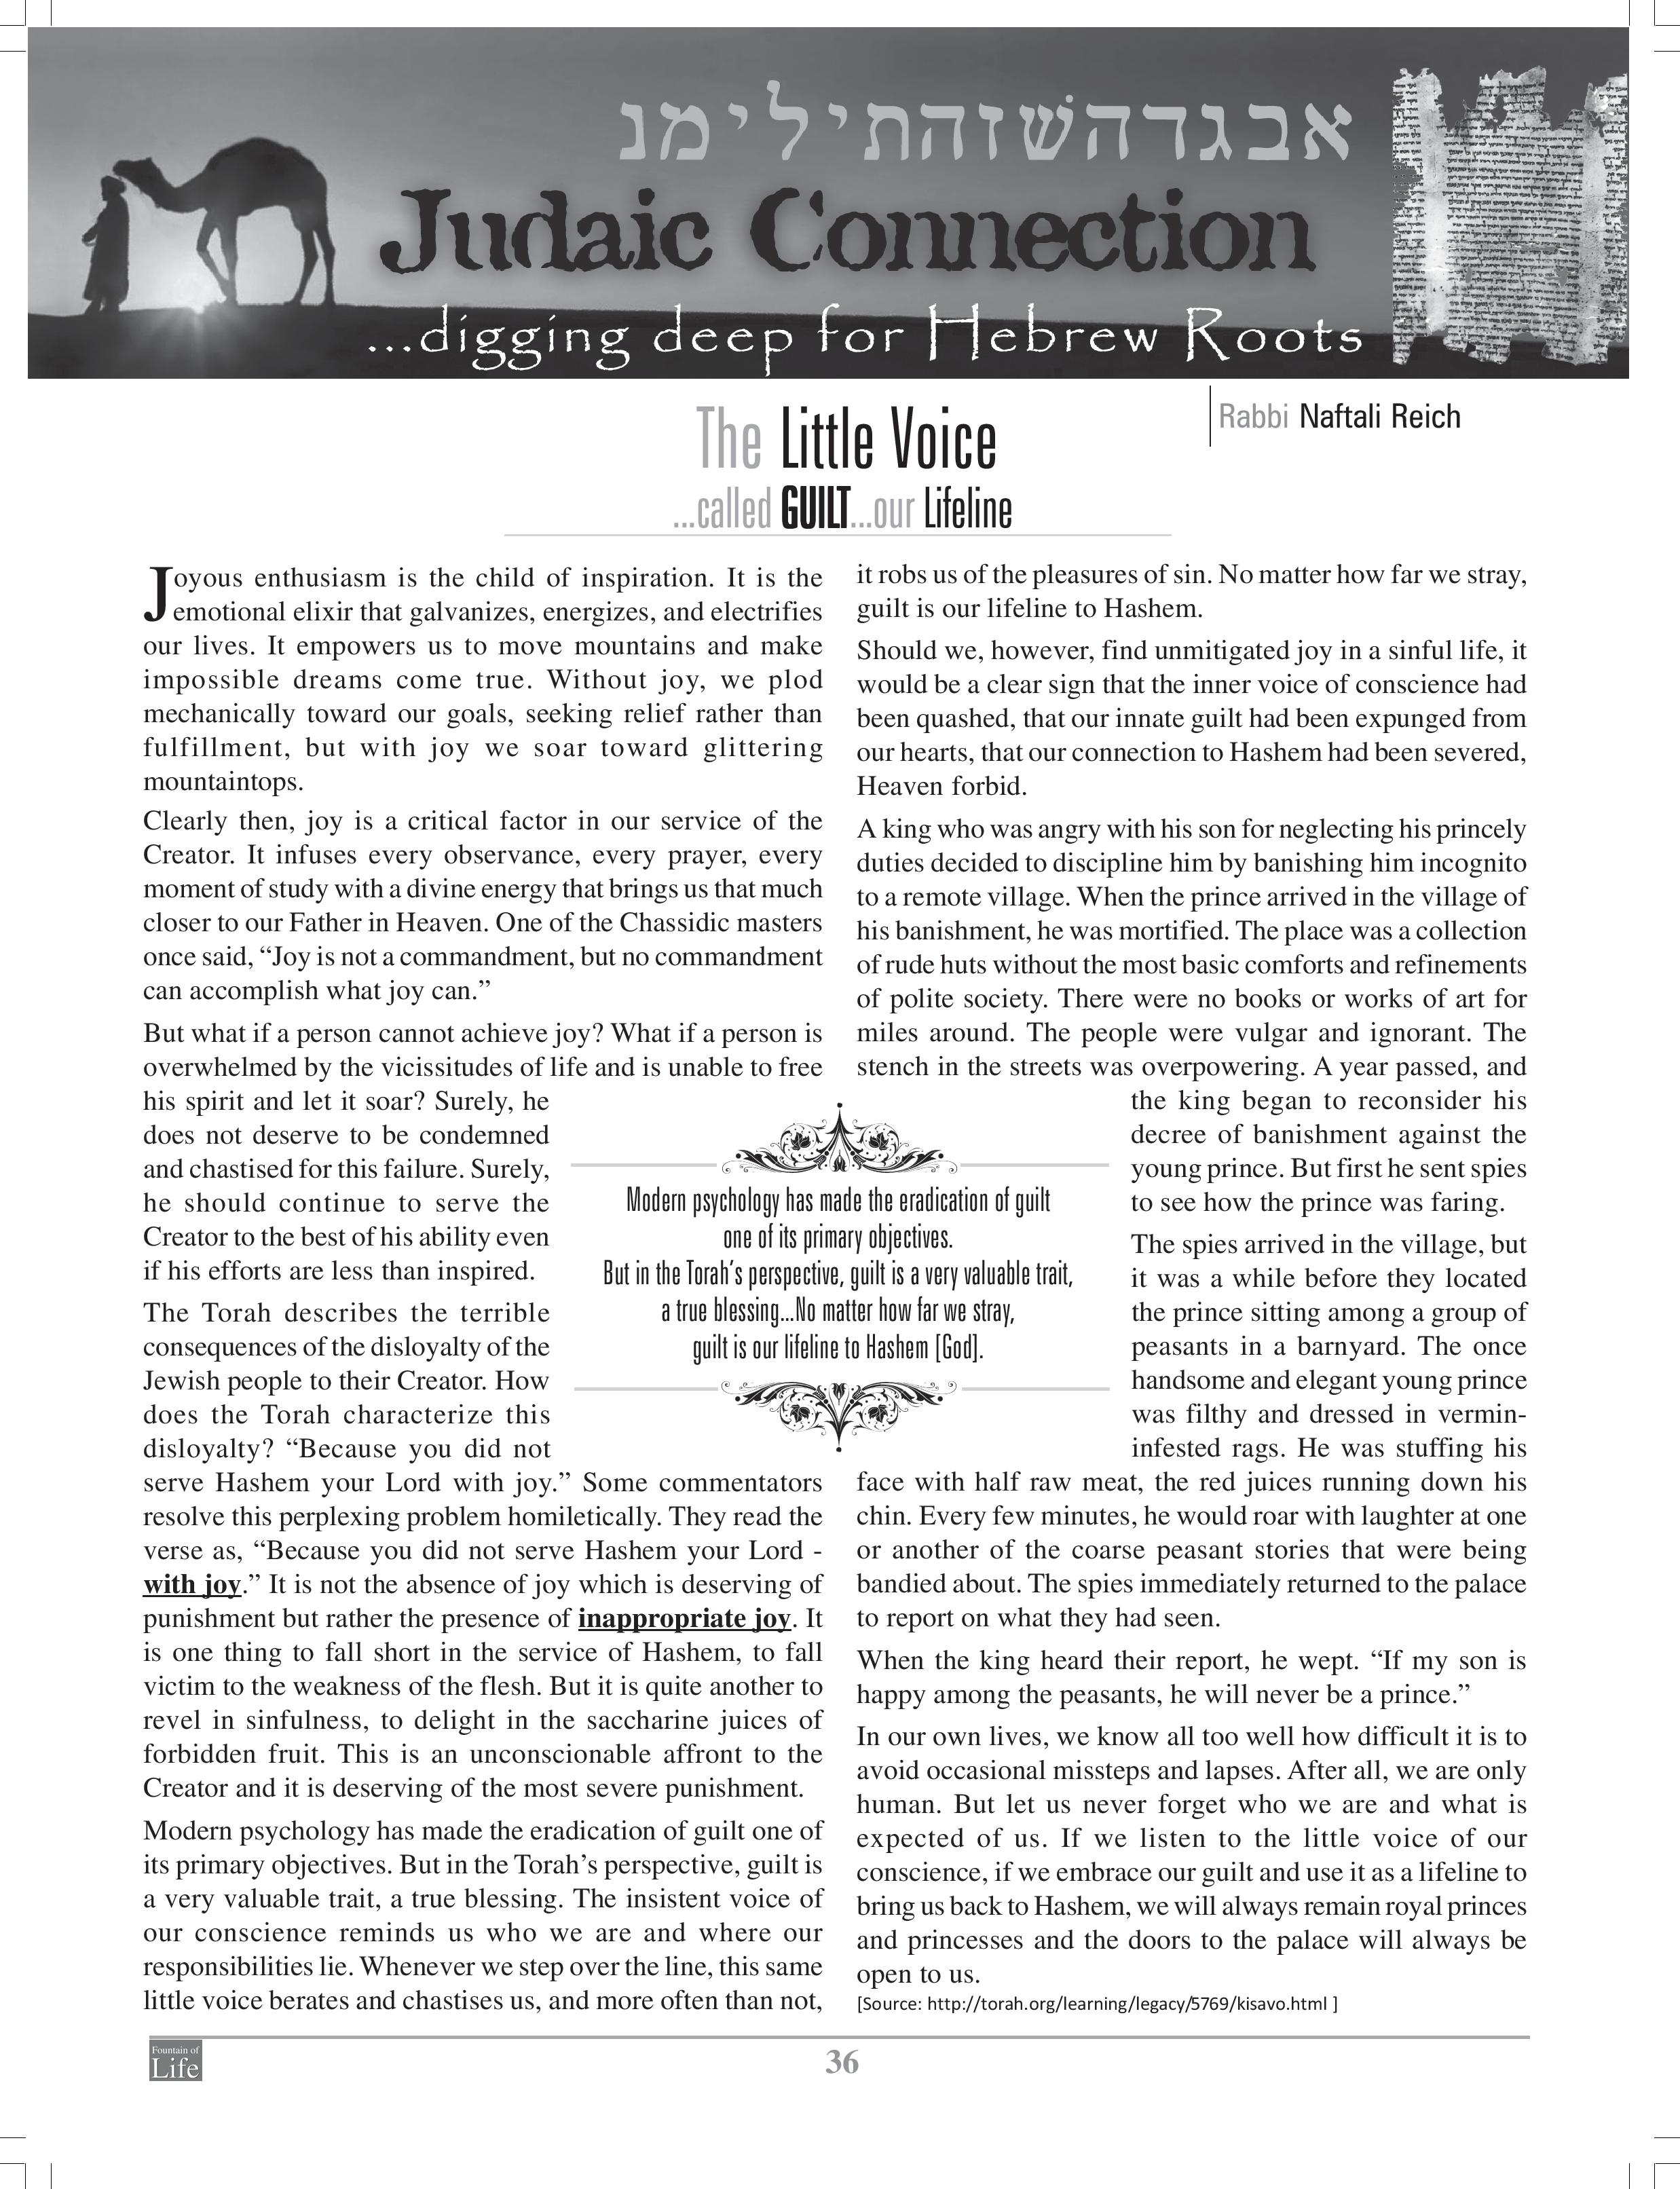 אבגדהשׁזהתילימנ
Judaic Connection
...digging deep for Hebrew Roots
Rabbi Naftali Reich
The Little Voice
...called GUILT...our Lifeline
Joyous enthusiasm is the child of inspiration. It is the
emotional elixir that galvanizes, energizes, and electrifies
our lives. It empowers us to move mountains and make
impossible dreams come true. Without joy, we plod
mechanically toward our goals, seeking relief rather than
fulfillment, but with joy we soar toward glittering
mountaintops.
Clearly then, joy is a critical factor in our service of the
Creator. It infuses every observance, every prayer, every
moment of study with a divine energy that brings us that much
closer to our Father in Heaven. One of the Chassidic masters
once said, “Joy is not a commandment, but no commandment
can accomplish what joy can.”
But what if a person cannot achieve joy? What if a person is
overwhelmed by the vicissitudes of life and is unable to free
his spirit and let it soar? Surely, he
does not deserve to be condemned
and chastised for this failure. Surely,
he should continue to serve the
Creator to the best of his ability even
if his efforts are less than inspired.
The Torah describes the terrible
consequences of the disloyalty of the
Jewish people to their Creator. How
does the Torah characterize this
disloyalty? “Because you did not
serve Hashem your Lord with joy.” Some commentators
resolve this perplexing problem homiletically. They read the
verse as, “Because you did not serve Hashem your Lord -
with joy.” It is not the absence of joy which is deserving of
punishment but rather the presence of inappropriate joy. It
is one thing to fall short in the service of Hashem, to fall
victim to the weakness of the flesh. But it is quite another to
revel in sinfulness, to delight in the saccharine juices of
forbidden fruit. This is an unconscionable affront to the
Creator and it is deserving of the most severe punishment.
Modern psychology has made the eradication of guilt one of
its primary objectives. But in the Torah’s perspective, guilt is
a very valuable trait, a true blessing. The insistent voice of
our conscience reminds us who we are and where our
responsibilities lie. Whenever we step over the line, this same
little voice berates and chastises us, and more often than not,
Modern psychology has made the eradication of guilt
one of its primary objectives.
But in the Torah’s perspective, guilt is a very valuable trait,
a true blessing...No matter how far we stray,
guilt is our lifeline to Hashem [God].
it robs us of the pleasures of sin. No matter how far we stray,
guilt is our lifeline to Hashem.
Should we, however, find unmitigated joy in a sinful life, it
would be a clear sign that the inner voice of conscience had
been quashed, that our innate guilt had been expunged from
our hearts, that our connection to Hashem had been severed,
Heaven forbid.
A king who was angry with his son for neglecting his princely
duties decided to discipline him by banishing him incognito
to a remote village. When the prince arrived in the village of
his banishment, he was mortified. The place was a collection
of rude huts without the most basic comforts and refinements
of polite society. There were no books or works of art for
miles around. The people were vulgar and ignorant. The
stench in the streets was overpowering. A year passed, and
the king began to reconsider his
decree of banishment against the
young prince. But first he sent spies
to see how the prince was faring.
The spies arrived in the village, but
it was a while before they located
the prince sitting among a group of
peasants in a barnyard. The once
handsome and elegant young prince
was filthy and dressed in vermin-
infested rags. He was stuffing his
face with half raw meat, the red juices running down his
chin. Every few minutes, he would roar with laughter at one
or another of the coarse peasant stories that were being
bandied about. The spies immediately returned to the palace
to report on what they had seen.
When the king heard their report, he wept. “If my son is
happy among the peasants, he will never be a prince.”
In our own lives, we know all too well how difficult it is to
avoid occasional missteps and lapses. After all, we are only
human. But let us never forget who we are and what is
expected of us. If we listen to the little voice of our
conscience, if we embrace our guilt and use it as a lifeline to
bring us back to Hashem, we will always remain royal princes
and princesses and the doors to the palace will always be
open to us.
[Source: http://torah.org/learning/legacy/5769/kisavo.html ]
Fountain of
Life
36